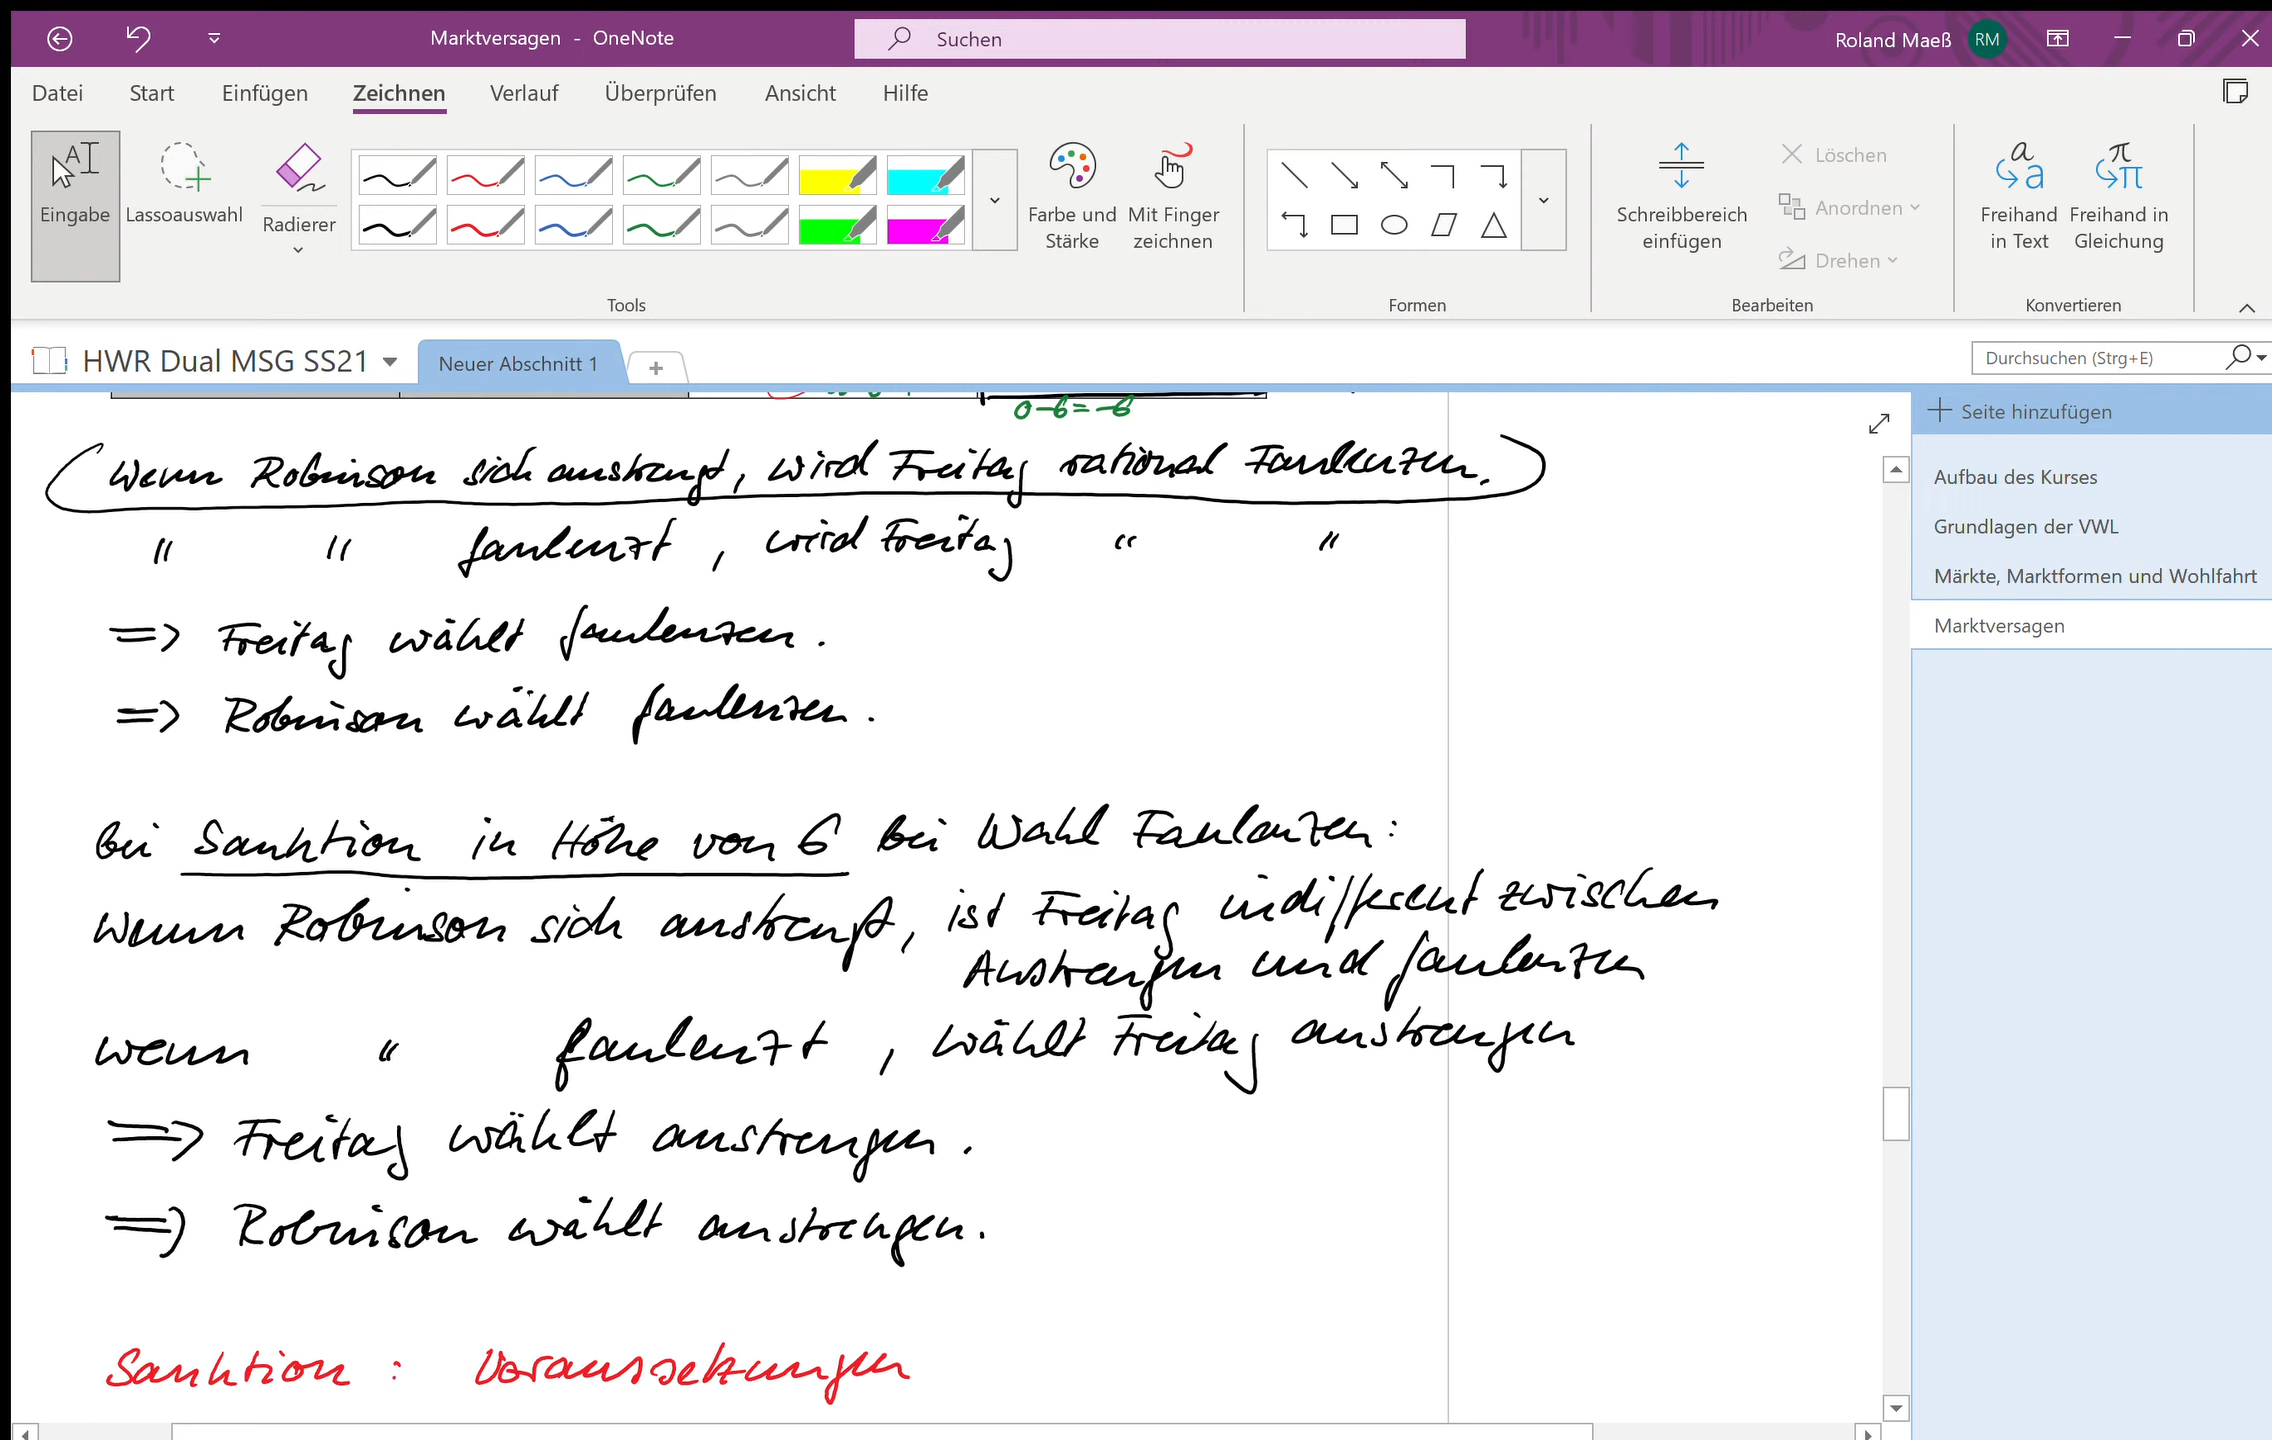 Marktversagen - OneNote
Suchen
Roland Maeß RM
Datei Start Einfügen Zeichnen Verlauf Überprüfen Ansicht Hilfe
Eingabe
Lassoauswahl
Radierer
Farbe und Stärke
Mit Finger zeichnen
Schreibbereich einfügen
Löschen
Anordnen
Drehen
Freihand in Text
Freihand in Gleichung
Tools Formen Bearbeiten Konvertieren
HWR Dual MSG SS21 Neuer Abschnitt 1 +
Durchsuchen (Strg+E)
Seite hinzufügen
Aufbau des Kurses
Grundlagen der VWL
Märkte, Marktformen und Wohlfahrt
Marktversagen
0-6=-6
Wenn Robinson sich anstrengt, wird Freitag rational Faulenzen.
" " faulenzt, wird Freitag " "
=> Freitag wählt faulenzen.
=> Robinson wählt faulenzen.
bei Sanktion in Höhe von 6 bei Wahl Faulenzen:
Wenn Robinson sich anstrengt, ist Freitag indifferent zwischen
Anstrengen und faulenzen
wenn " faulenzt, wählt Freitag anstrengen
=> Freitag wählt anstrengen.
=> Robinson wählt anstrengen.
Sanktion: Voraussetzungen